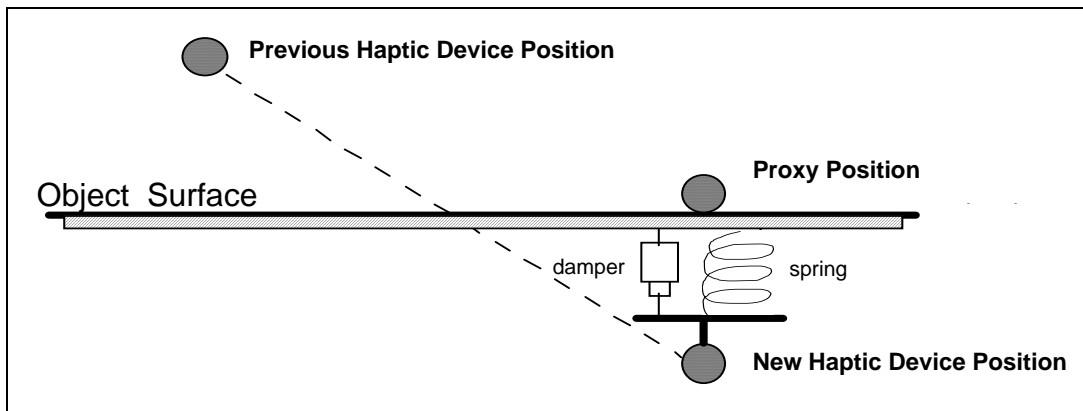 Previous Haptic Device Position
Proxy Position
Object Surface
damper
spring
New Haptic Device Position